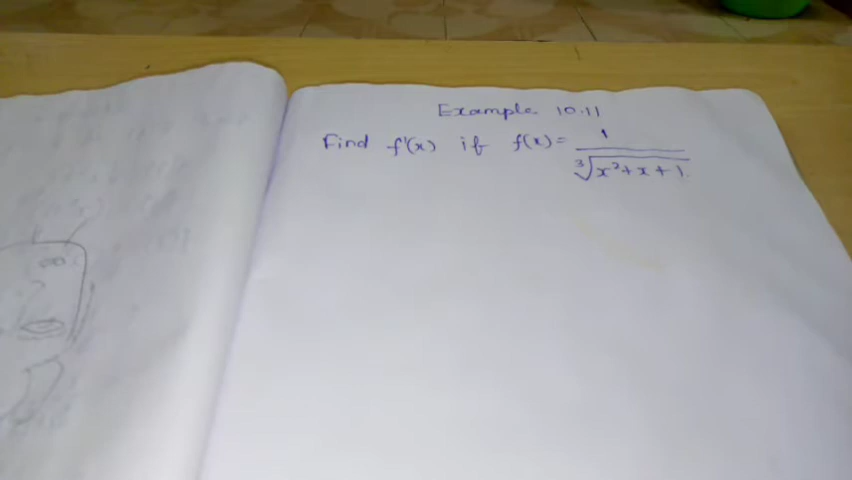 Example 10.11
Find f'(x) if f(x) = 1 / ∛(x²+x+1)